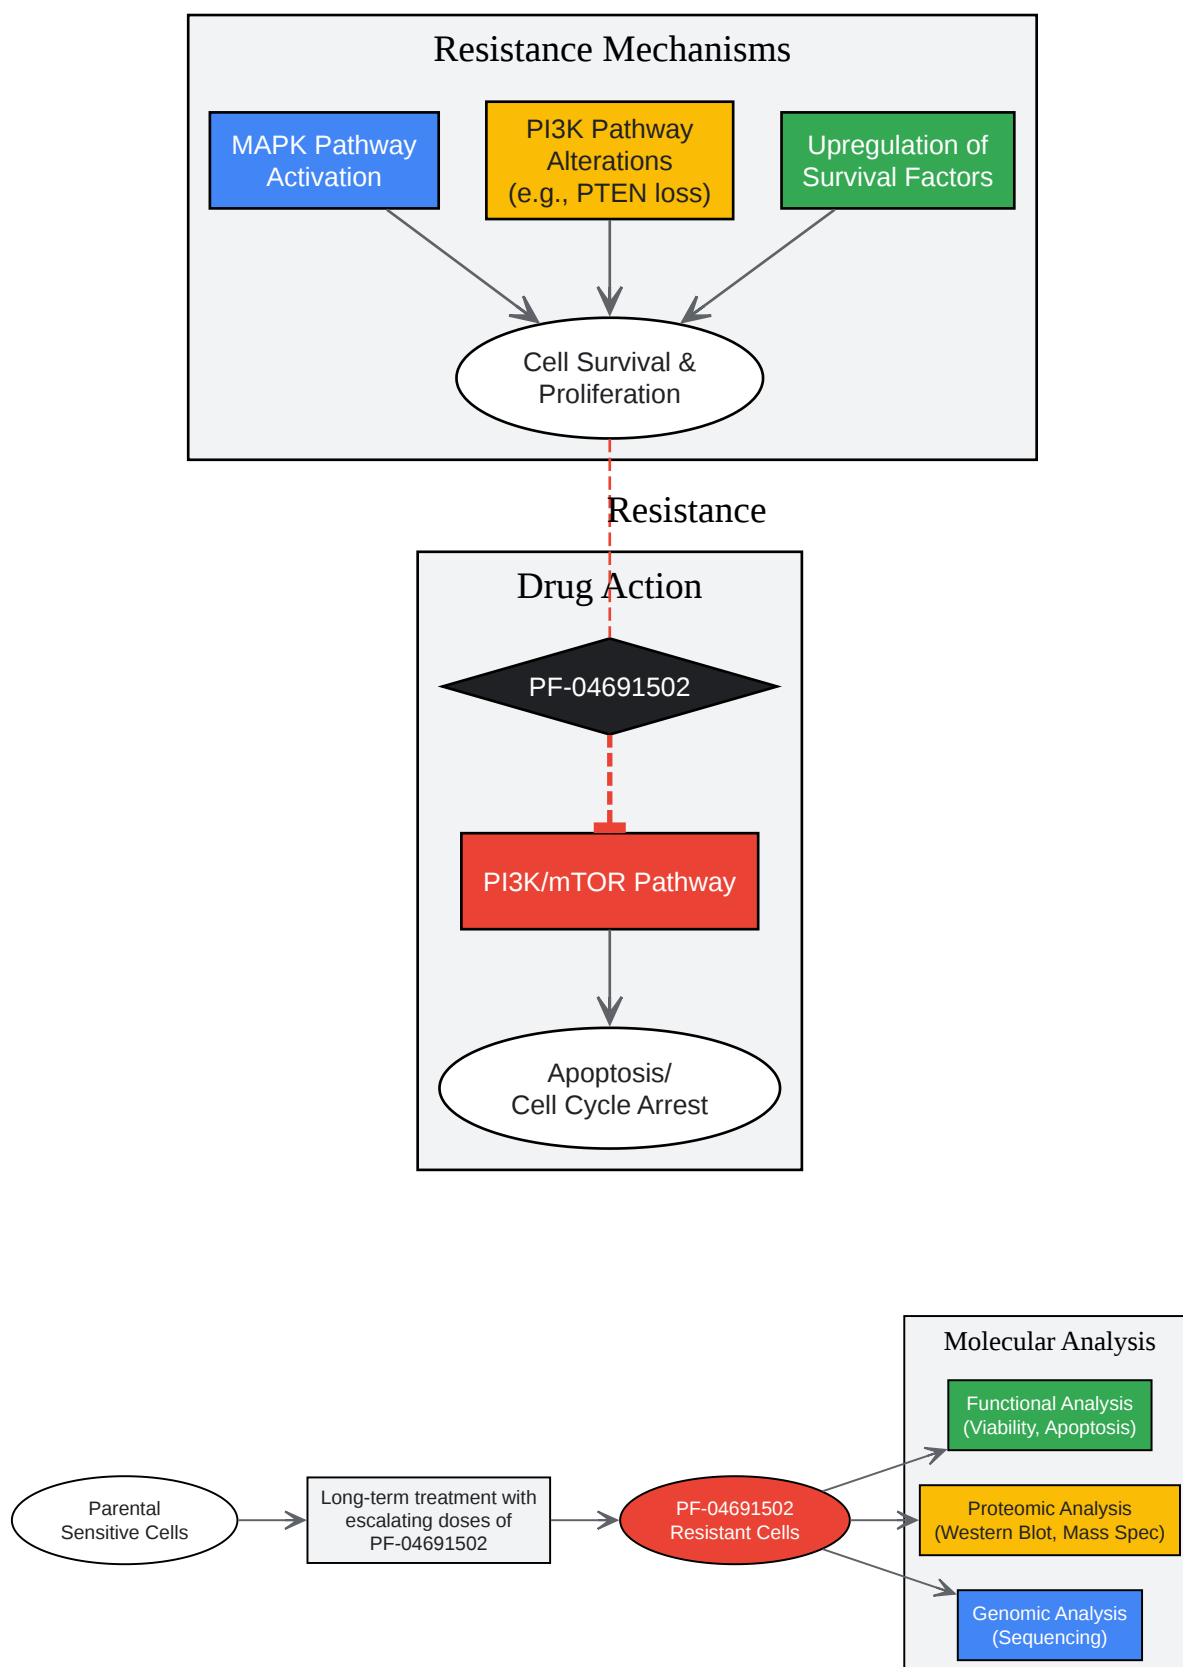 Resistance Mechanisms
MAPK Pathway
Activation
PI3K Pathway
Alterations
(e.g., PTEN loss)
Upregulation of
Survival Factors
Cell Survival &
Proliferation
Resistance
Drug Action
PF-04691502
PI3K/mTOR Pathway
Apoptosis/
Cell Cycle Arrest
Parental
Sensitive Cells
Long-term treatment with
escalating doses of
PF-04691502
PF-04691502
Resistant Cells
Molecular Analysis
Functional Analysis
(Viability, Apoptosis)
Proteomic Analysis
(Western Blot, Mass Spec)
Genomic Analysis
(Sequencing)